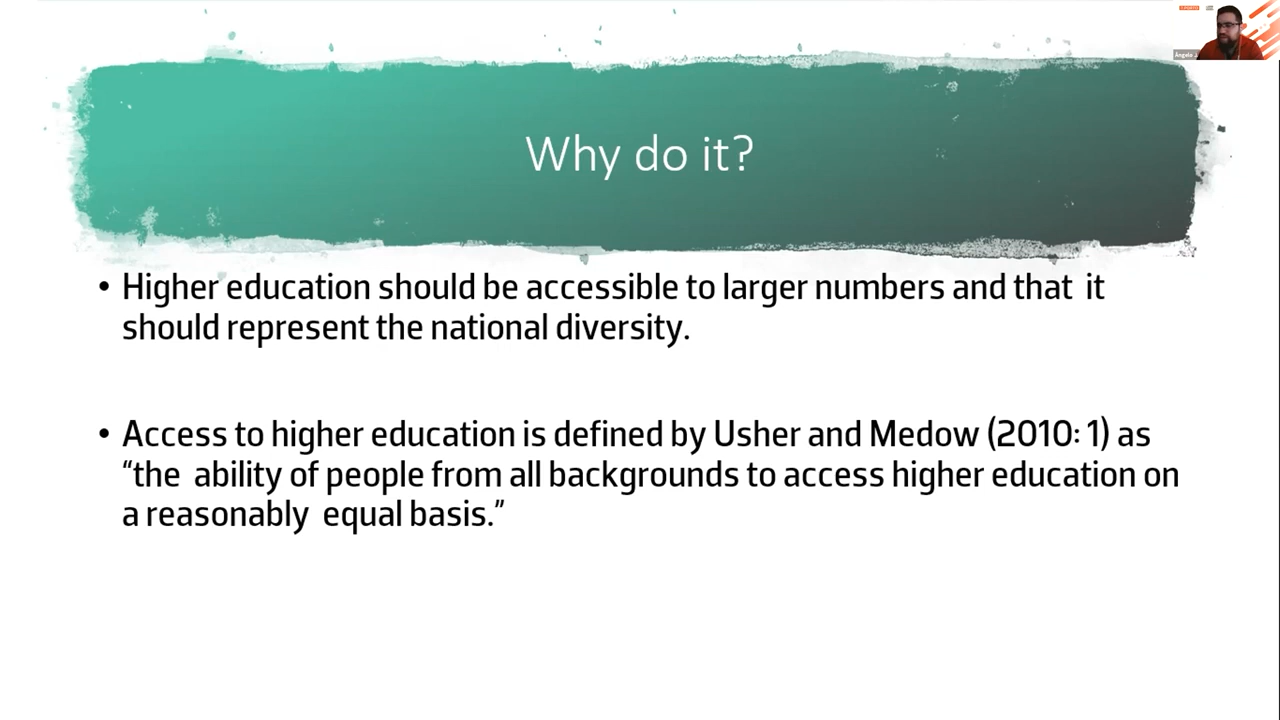 Why do it?
• Higher education should be accessible to larger numbers and that it
should represent the national diversity.
• Access to higher education is defined by Usher and Medow (2010: 1) as
“the ability of people from all backgrounds to access higher education on
a reasonably equal basis.”
Angelo